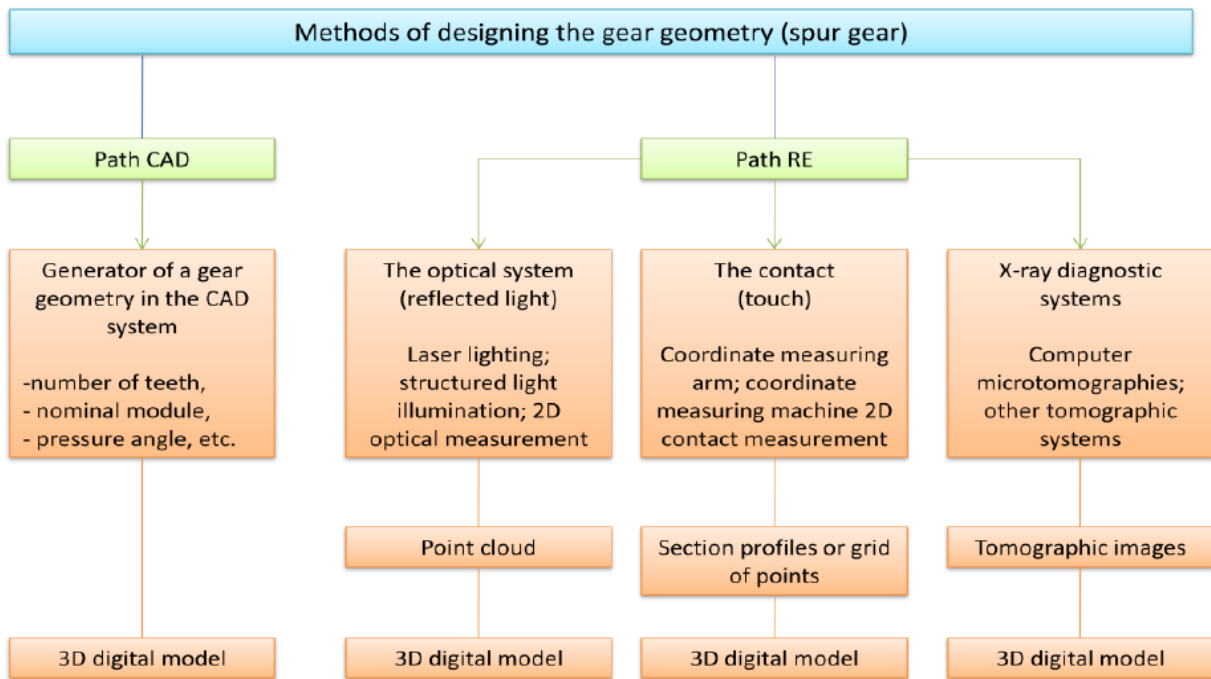 Methods of designing the gear geometry (spur gear)
Path CAD
Path RE
Generator of a gear
geometry in the CAD
system
-number of teeth,
- nominal module,
- pressure angle, etc.
The optical system
(reflected light)
Laser lighting;
structured light
illumination; 2D
optical measurement
The contact
(touch)
Coordinate measuring
arm; coordinate
measuring machine 2D
contact measurement
X-ray diagnostic
systems
Computer
microtomographies;
other tomographic
systems
Point cloud
Section profiles or grid
of points
Tomographic images
3D digital model
3D digital model
3D digital model
3D digital model